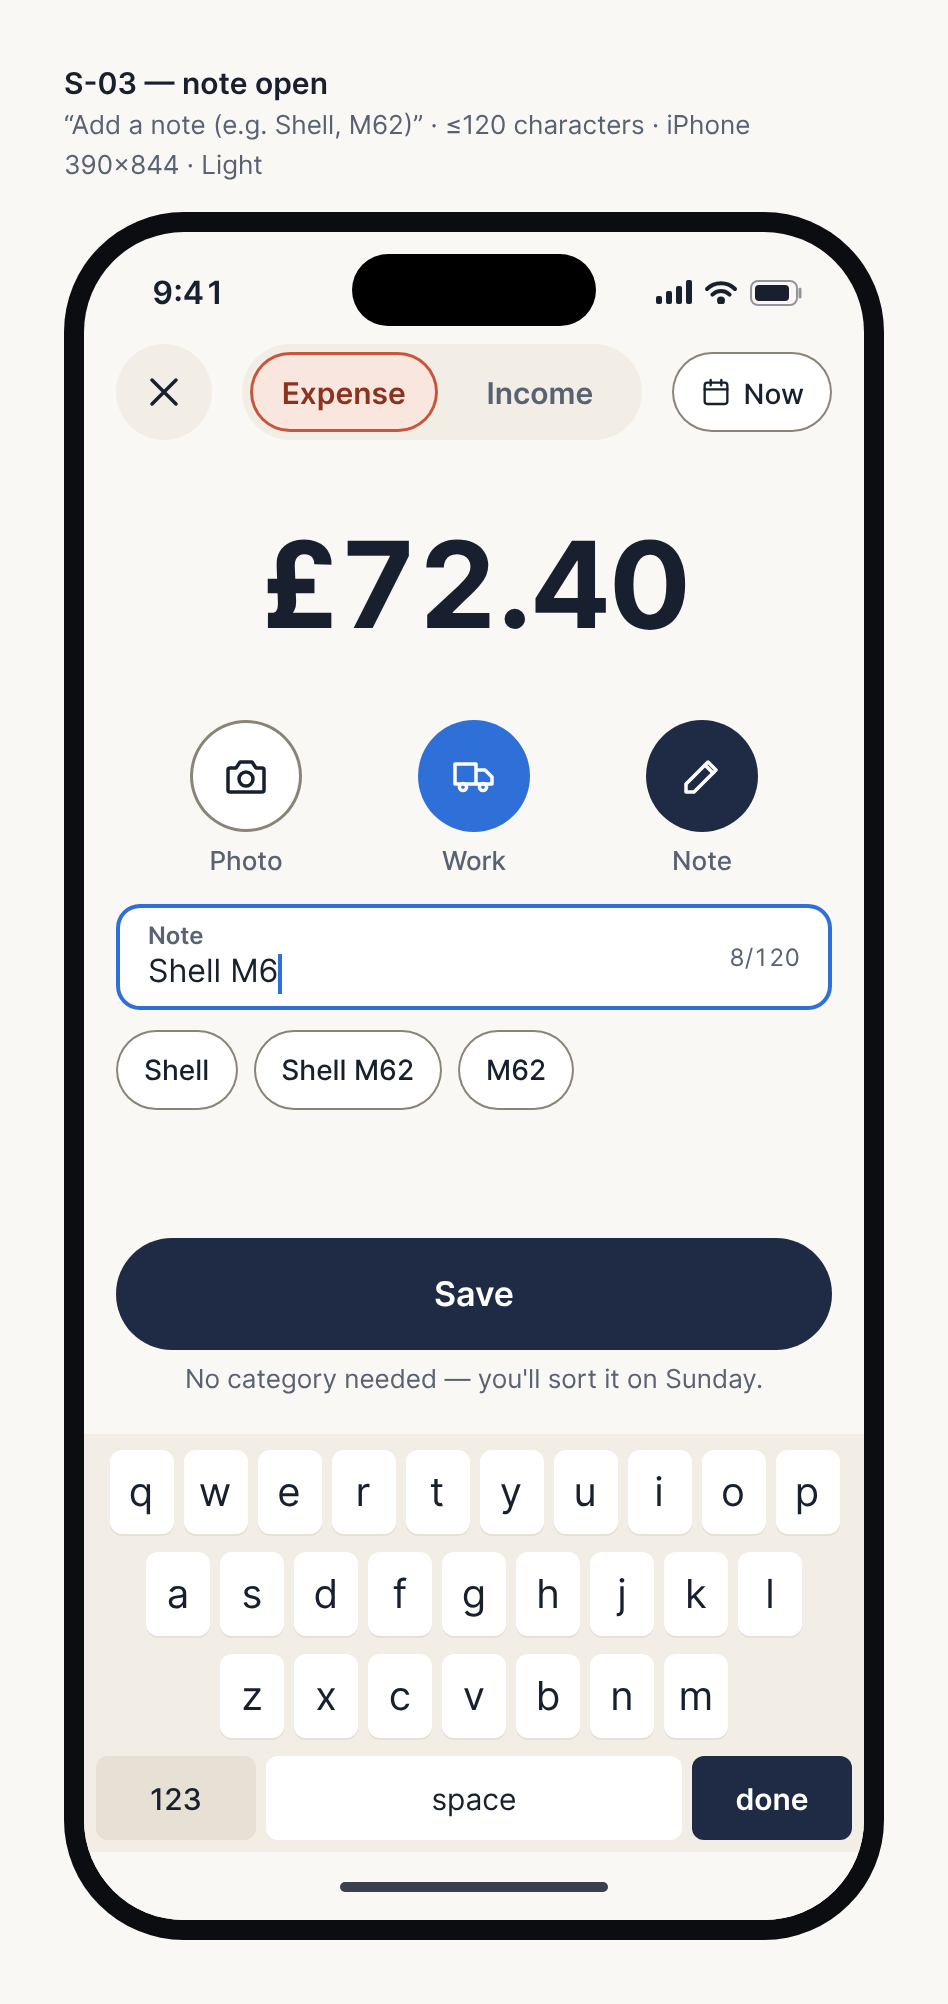 S-03 — note open
“Add a note (e.g. Shell, M62)” · ≤120 characters · iPhone
390×844 · Light
9:41
Expense Income Now
£72.40
Photo Work Note
Note
Shell M6 8/120
Shell Shell M62 M62
Save
No category needed — you'll sort it on Sunday.
q w e r t y u i o p
a s d f g h j k l
z x c v b n m
123 space done